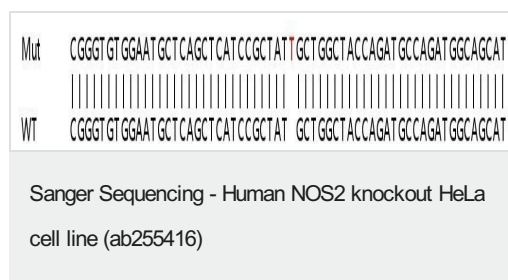 Mut CGGGTGTGGAATGCTCAGCTCATCCGCTATTGCTGGCTACCAGATGCCAGATGGCAGCAT
||||||||||||||||||||||||||||| ||||||||||||||||||||||||||||||
WT CGGGTGTGGAATGCTCAGCTCATCCGCTAT GCTGGCTACCAGATGCCAGATGGCAGCAT
Sanger Sequencing - Human NOS2 knockout HeLa
cell line (ab255416)